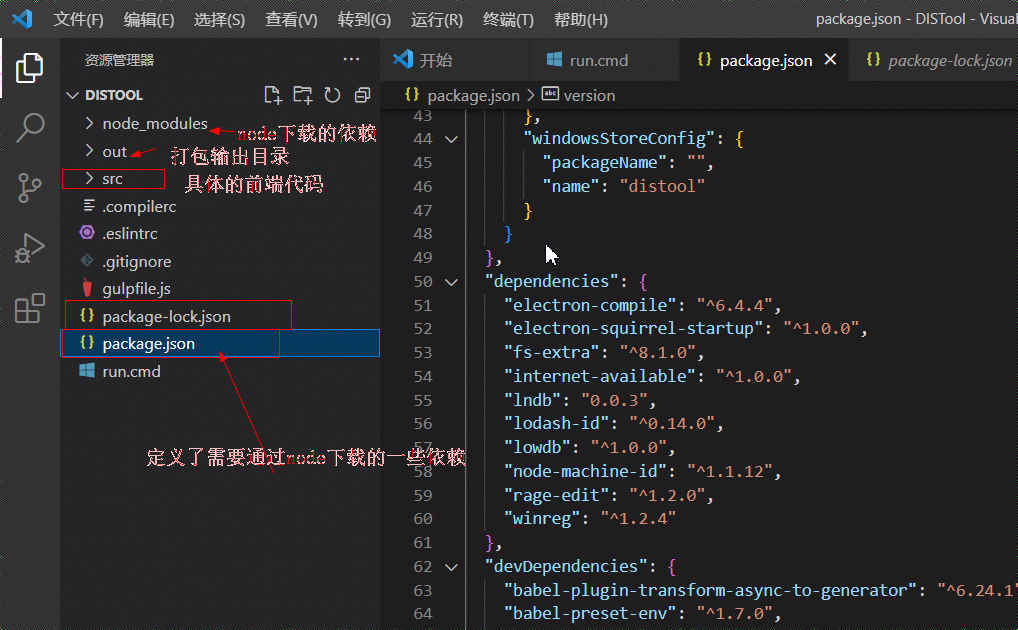 文件(F) 编辑(E) 选择(S) 查看(V) 转到(G) 运行(R) 终端(T) 帮助(H) package.json - DISTool - Visual
资源管理器 ···
开始 run.cmd {} package.json × {} package-lock.json
DISTOOL
{} package.json > abc version
node_modules
node下载的依赖
out
打包输出目录
src
具体的前端代码
.compilerc
.eslintrc
.gitignore
gulpfile.js
{} package-lock.json
{} package.json
run.cmd
定义了需要通过node下载的一些依赖
43 },
44 "windowsStoreConfig": {
45 "packageName": "",
46 "name": "distool"
47 }
48 }
49 },
50 "dependencies": {
51 "electron-compile": "^6.4.4",
52 "electron-squirrel-startup": "^1.0.0",
53 "fs-extra": "^8.1.0",
54 "internet-available": "^1.0.0",
55 "lndb": "0.0.3",
56 "lodash-id": "^0.14.0",
57 "lowdb": "^1.0.0",
58 "node-machine-id": "^1.1.12",
59 "rage-edit": "^1.2.0",
60 "winreg": "^1.2.4"
61 },
62 "devDependencies": {
63 "babel-plugin-transform-async-to-generator": "^6.24.1"
64 "babel-preset-env": "^1.7.0",